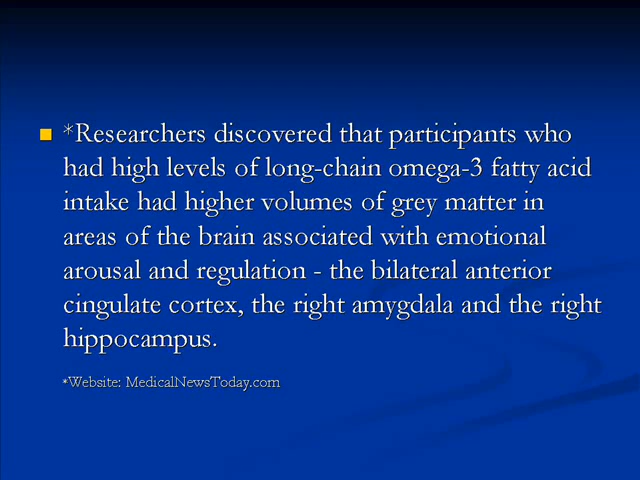 *Researchers discovered that participants who
had high levels of long-chain omega-3 fatty acid
intake had higher volumes of grey matter in
areas of the brain associated with emotional
arousal and regulation - the bilateral anterior
cingulate cortex, the right amygdala and the right
hippocampus.
*Website: MedicalNewsToday.com